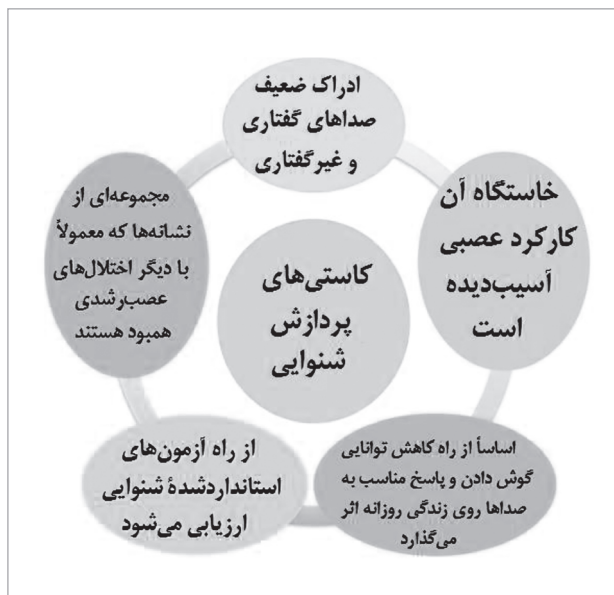 ادراک ضعیف
صداهای گفتاری
و غیرگفتاری
خاستگاه آن
کارکرد عصبی
آسیب‌دیده
است
مجموعه‌ای از
نشانه‌ها که معمولاً
با دیگر اختلال‌های
عصب‌رشدی
همبود هستند
کاستی‌های
پردازش
شنوایی
اساساً از راه کاهش توانایی
گوش دادن و پاسخ مناسب به
صداها روی زندگی روزانه اثر
می‌گذارد
از راه آزمون‌های
استانداردشدهٔ شنوایی
ارزیابی می‌شود